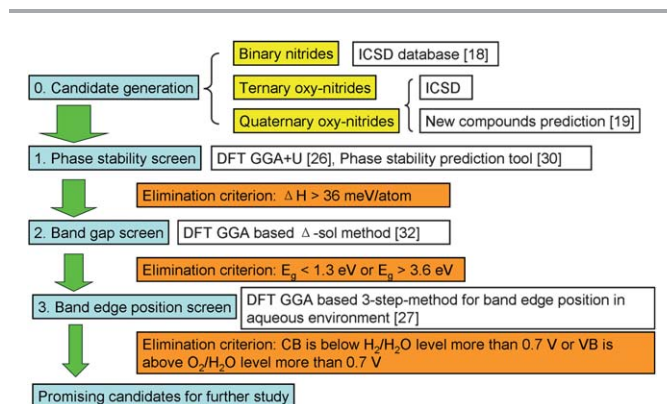 Binary nitrides
ICSD database [18]
0. Candidate generation
Ternary oxy-nitrides
ICSD
Quaternary oxy-nitrides
New compounds prediction [19]
1. Phase stability screen
DFT GGA+U [26], Phase stability prediction tool [30]
Elimination criterion: Δ H > 36 meV/atom
2. Band gap screen
DFT GGA based Δ-sol method [32]
Elimination criterion: Eg < 1.3 eV or Eg > 3.6 eV
3. Band edge position screen
DFT GGA based 3-step-method for band edge position in
aqueous environment [27]
Elimination criterion: CB is below H2/H2O level more than 0.7 V or VB is
above O2/H2O level more than 0.7 V
Promising candidates for further study